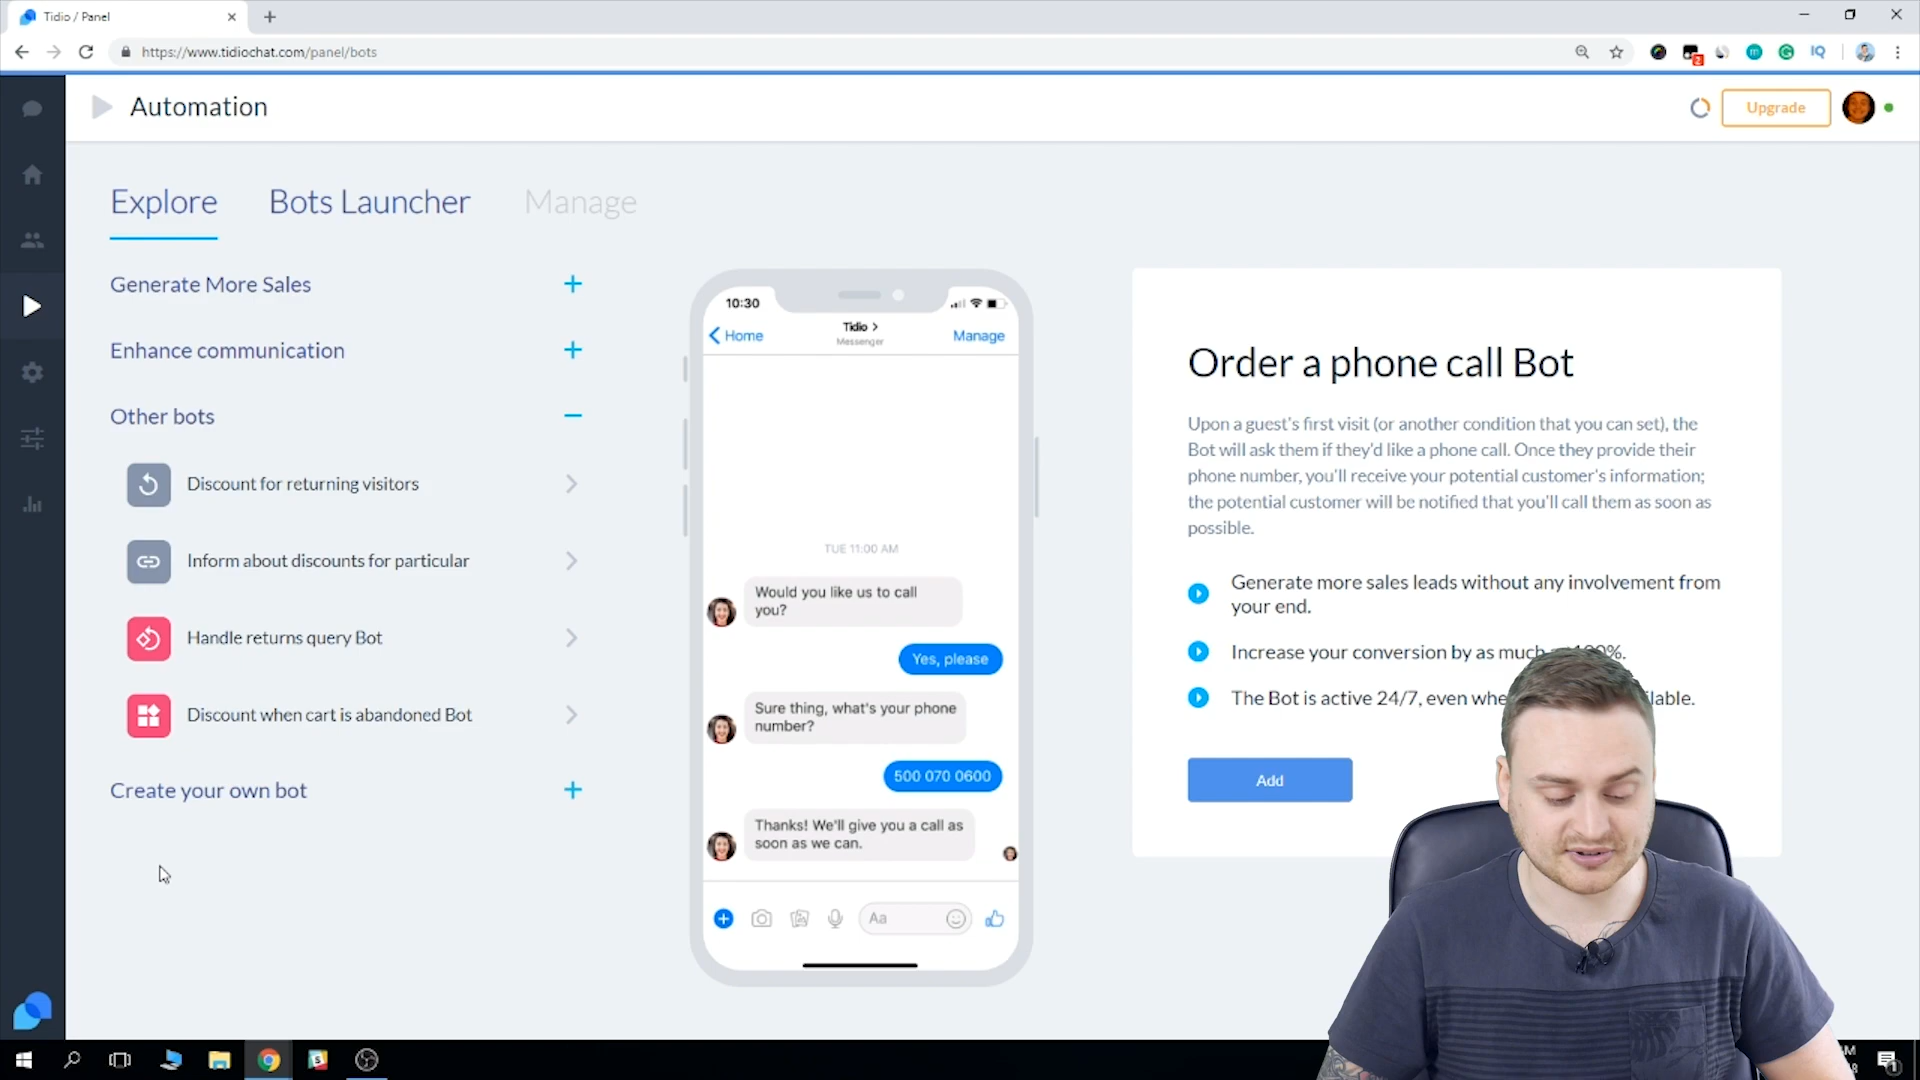 Tidio / Panel
https://www.tidiochat.com/panel/bots
Automation
Upgrade
Explore
Bots Launcher
Manage
Generate More Sales
Enhance communication
Other bots
Discount for returning visitors
Inform about discounts for particular
Handle returns query Bot
Discount when cart is abandoned Bot
Create your own bot
10:30
Home
Tidio
Messenger
Manage
TUE 11:00 AM
Would you like us to call
you?
Yes, please
Sure thing, what's your phone
number?
500 070 0600
Thanks! We'll give you a call as
soon as we can.
Aa
Order a phone call Bot
Upon a guest's first visit (or another condition that you can set), the
Bot will ask them if they'd like a phone call. Once they provide their
phone number, you'll receive your potential customer's information;
the potential customer will be notified that you'll call them as soon as
possible.
Generate more sales leads without any involvement from
your end.
Increase your conversion by as much
The Bot is active 24/7, even
Add